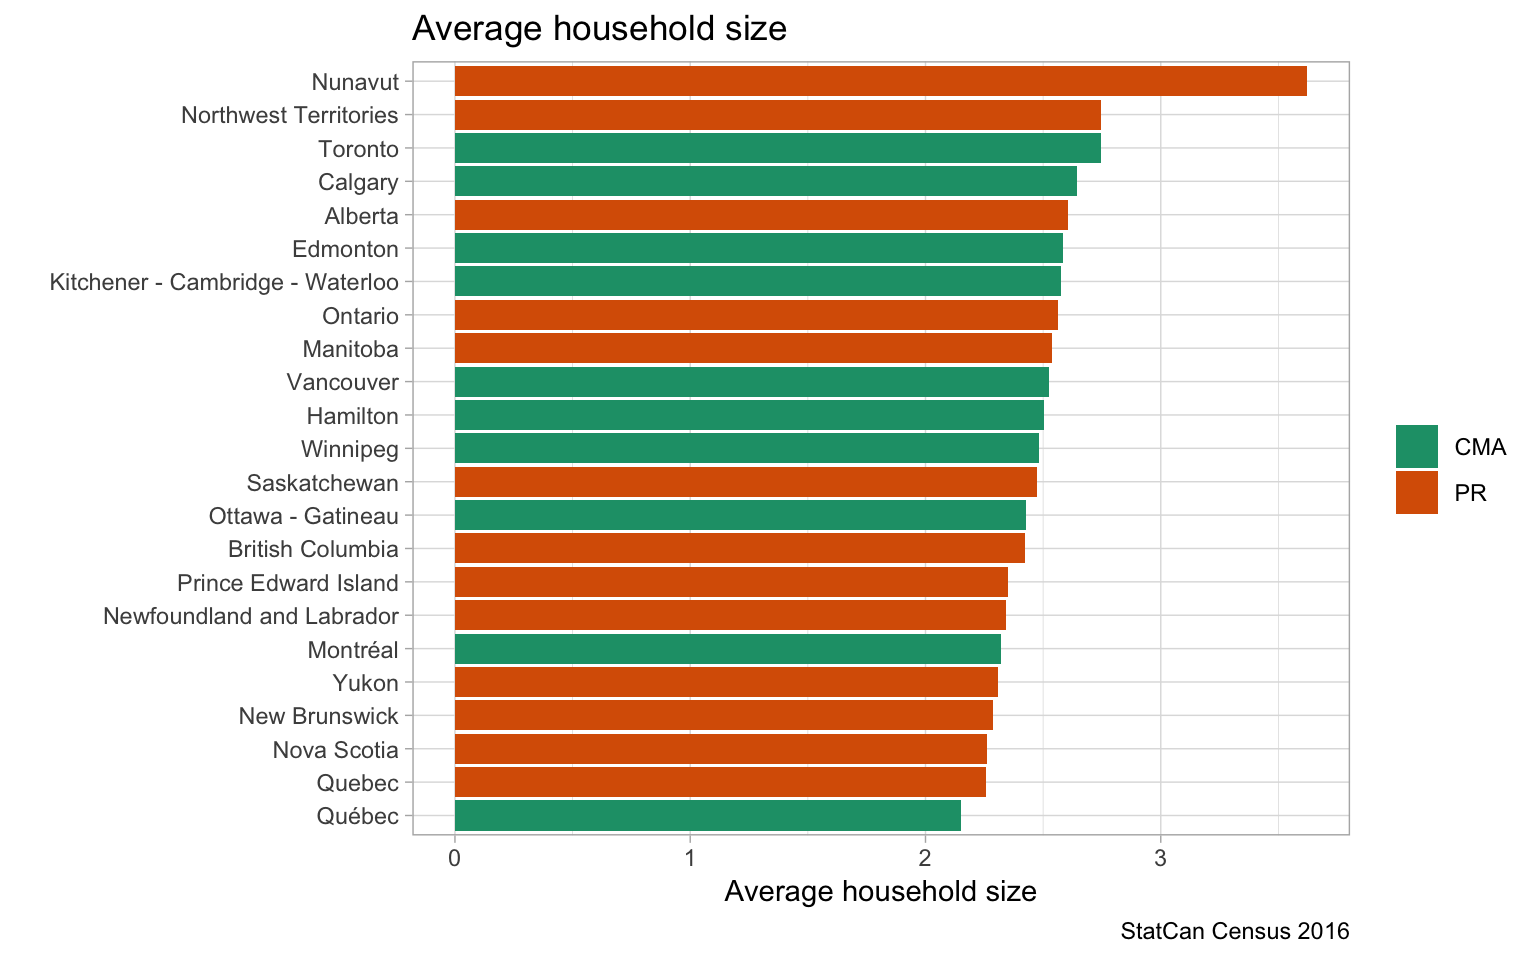 Average household size
Nunavut
Northwest Territories
Toronto
Calgary
Alberta
Edmonton
Kitchener - Cambridge - Waterloo
Ontario
Manitoba
Vancouver
Hamilton
Winnipeg
Saskatchewan
Ottawa - Gatineau
British Columbia
Prince Edward Island
Newfoundland and Labrador
Montréal
Yukon
New Brunswick
Nova Scotia
Quebec
Québec
0 1 2 3
Average household size
CMA
PR
StatCan Census 2016